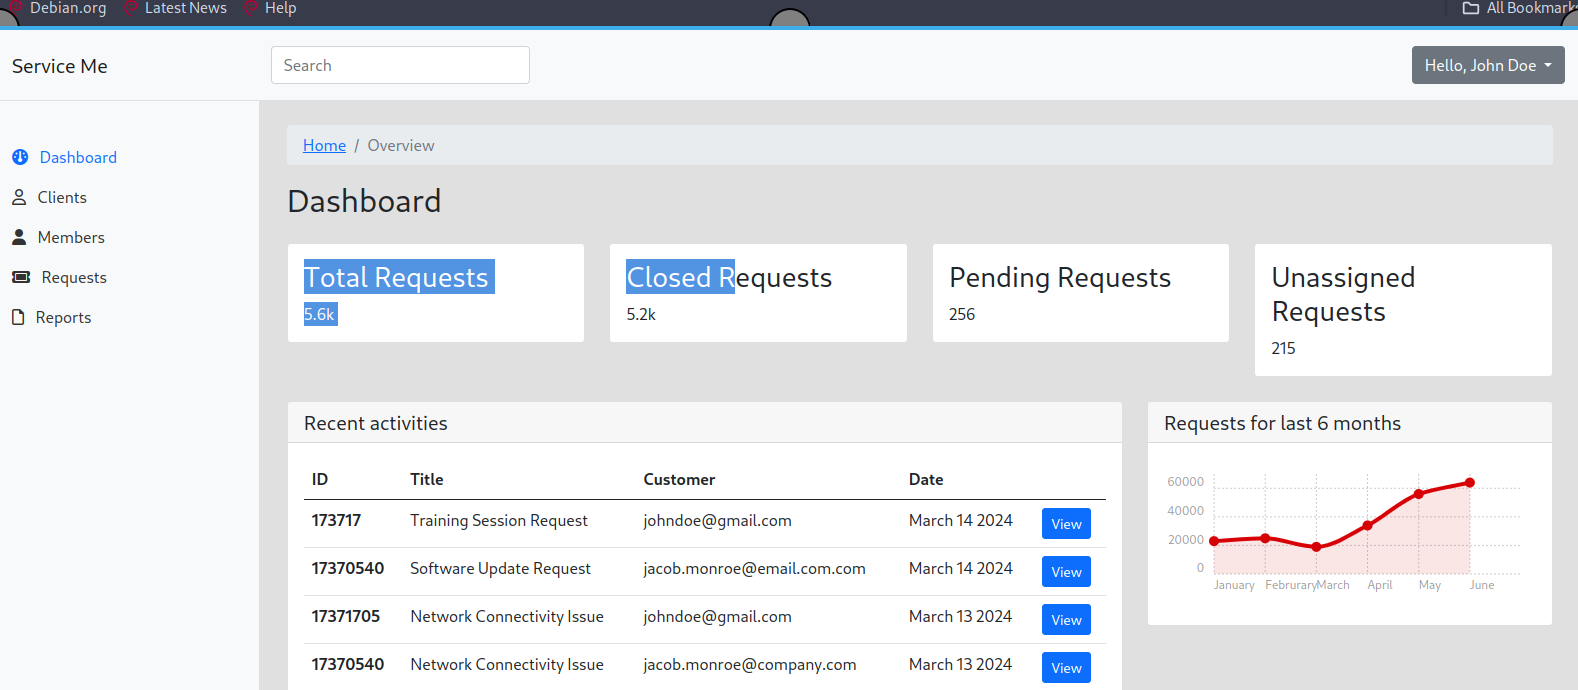 Debian.org Latest News Help All Bookmarks
Service Me Search Hello, John Doe
Home / Overview
Dashboard
Clients
Members
Requests
Reports
Dashboard
Total Requests
5.6k
Closed Requests
5.2k
Pending Requests
256
Unassigned
Requests
215
Recent activities
ID Title Customer Date
173717 Training Session Request johndoe@gmail.com March 14 2024 View
17370540 Software Update Request jacob.monroe@email.com.com March 14 2024 View
17371705 Network Connectivity Issue johndoe@gmail.com March 13 2024 View
17370540 Network Connectivity Issue jacob.monroe@company.com March 13 2024 View
Requests for last 6 months
60000
40000
20000
0
January Februrary March April May June